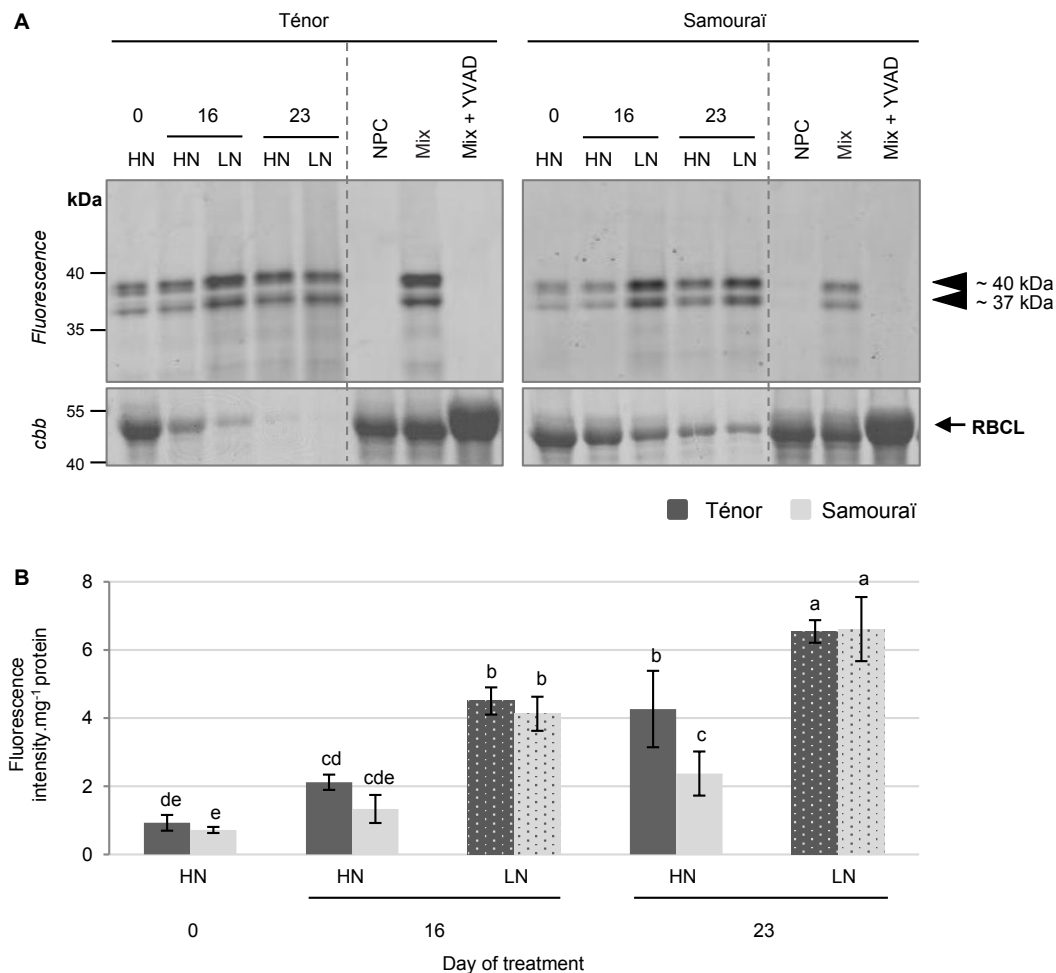 A
Ténor
Samouraï
0 16 23 NPC Mix Mix + YVAD
HN HN LN HN LN
0 16 23 NPC Mix Mix + YVAD
HN HN LN HN LN
kDa
Fluorescence
40
35
~ 40 kDa
~ 37 kDa
cbb
55
40
RBCL
Ténor Samouraï
B
Fluorescence
intensity.mg⁻¹ protein
8
6
4
2
0
de e cd cde b b b c a a
HN HN LN HN LN
0 16 23
Day of treatment